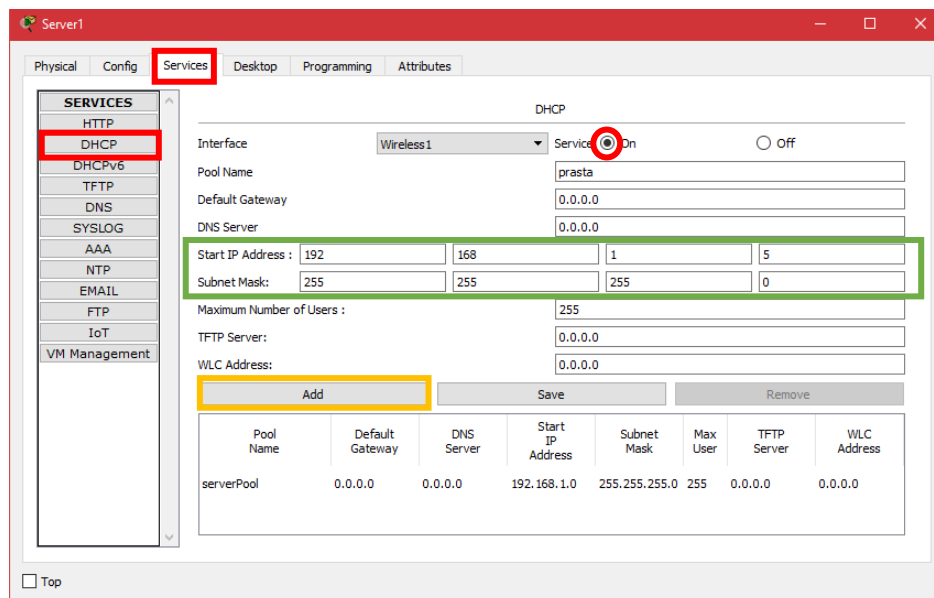 Server1
Physical Config Services Desktop Programming Attributes
SERVICES
HTTP
DHCP
DHCPv6
TFTP
DNS
SYSLOG
AAA
NTP
EMAIL
FTP
IoT
VM Management
DHCP
Interface Wireless1 Service On Off
Pool Name prasta
Default Gateway 0.0.0.0
DNS Server 0.0.0.0
Start IP Address : 192 168 1 5
Subnet Mask: 255 255 255 0
Maximum Number of Users : 255
TFTP Server: 0.0.0.0
WLC Address: 0.0.0.0
Add Save Remove
Pool Name Default Gateway DNS Server Start IP Address Subnet Mask Max User TFTP Server WLC Address
serverPool 0.0.0.0 0.0.0.0 192.168.1.0 255.255.255.0 255 0.0.0.0 0.0.0.0
Top